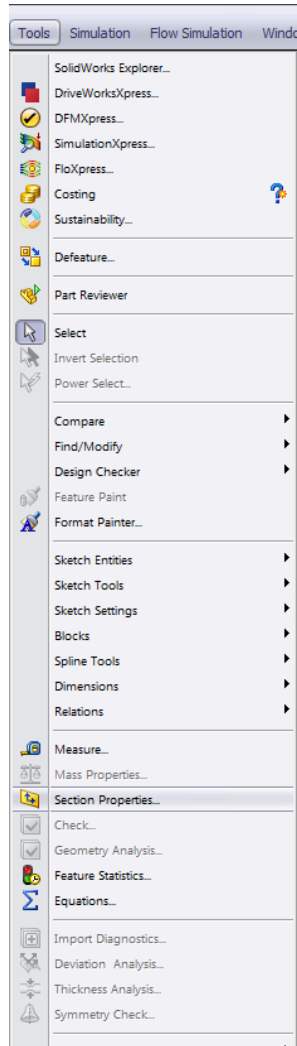 Tools Simulation Flow Simulation Windo
SolidWorks Explorer...
DriveWorksXpress...
DFMXpress...
SimulationXpress...
FloXpress...
Costing
Sustainability...
Defeature...
Part Reviewer
Select
Invert Selection
Power Select...
Compare
Find/Modify
Design Checker
Feature Paint
Format Painter...
Sketch Entities
Sketch Tools
Sketch Settings
Blocks
Spline Tools
Dimensions
Relations
Measure...
Mass Properties...
Section Properties...
Check...
Geometry Analysis...
Feature Statistics...
Equations...
Import Diagnostics...
Deviation Analysis...
Thickness Analysis...
Symmetry Check...